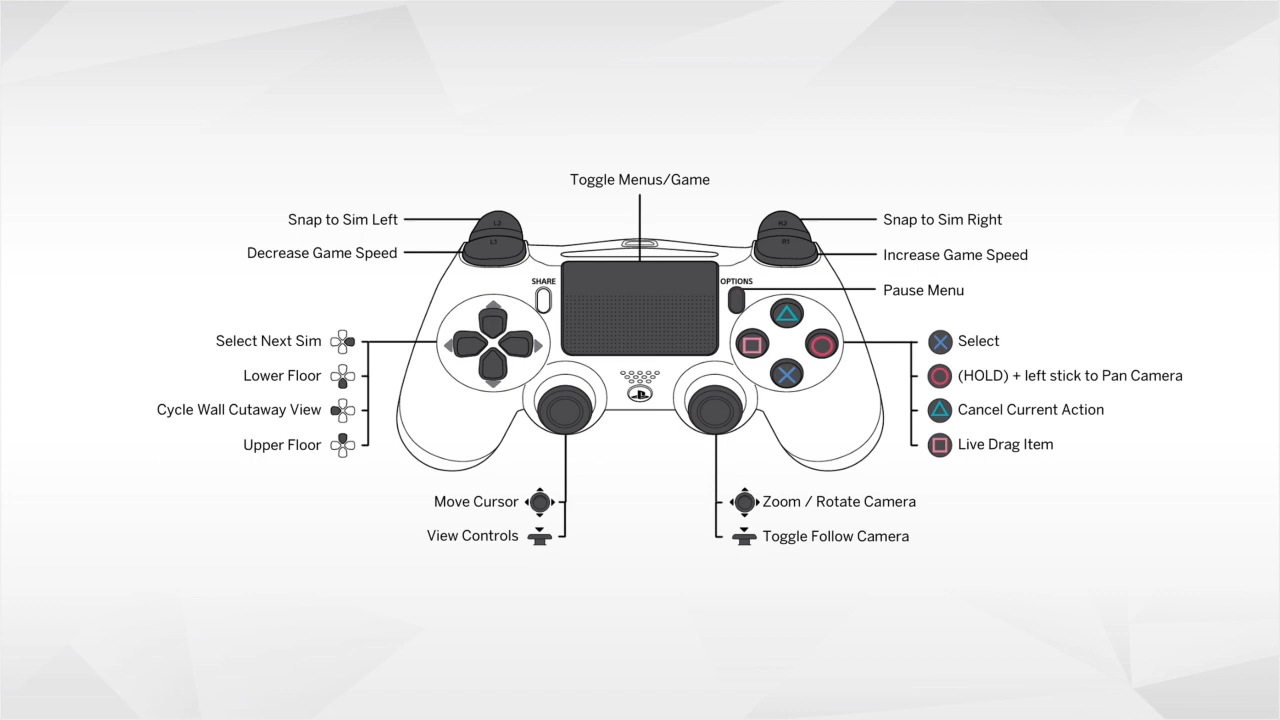 Toggle Menus/Game
Snap to Sim Left
L2
R2
Snap to Sim Right
Decrease Game Speed
L1
R1
Increase Game Speed
SHARE
OPTIONS
Pause Menu
Select Next Sim
Lower Floor
Cycle Wall Cutaway View
Upper Floor
Select
(HOLD) + left stick to Pan Camera
Cancel Current Action
Live Drag Item
Move Cursor
View Controls
Zoom / Rotate Camera
Toggle Follow Camera